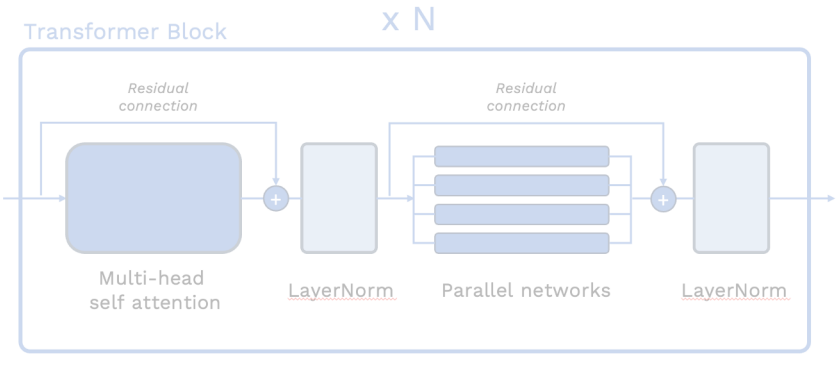 x N
Transformer Block
Residual
connection
Residual
connection
+
+
Multi-head
self attention
LayerNorm
Parallel networks
LayerNorm